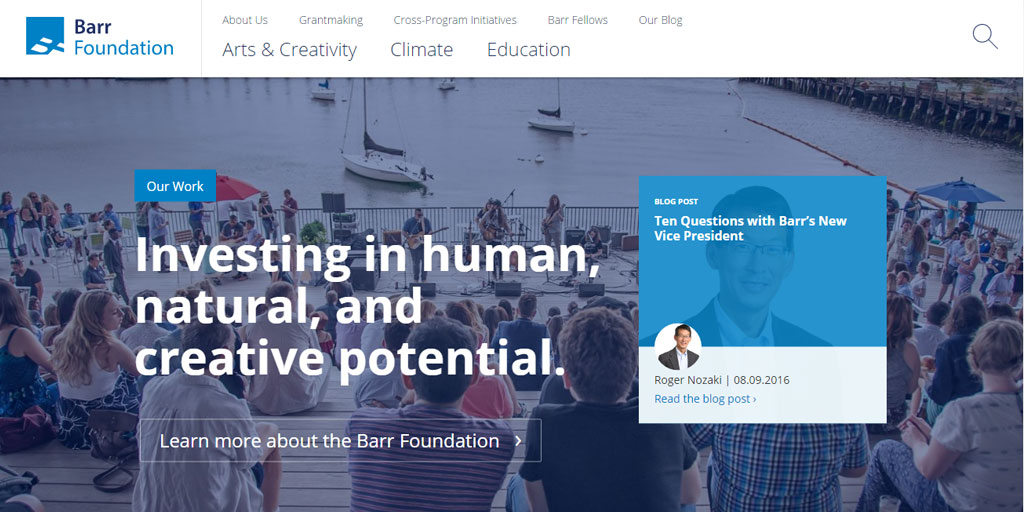 Barr
Foundation
About Us
Grantmaking
Cross-Program Initiatives
Barr Fellows
Our Blog
Arts & Creativity
Climate
Education
Our Work
Investing in human,
natural, and
creative potential.
Learn more about the Barr Foundation ›
BLOG POST
Ten Questions with Barr’s New
Vice President
Roger Nozaki | 08.09.2016
Read the blog post ›